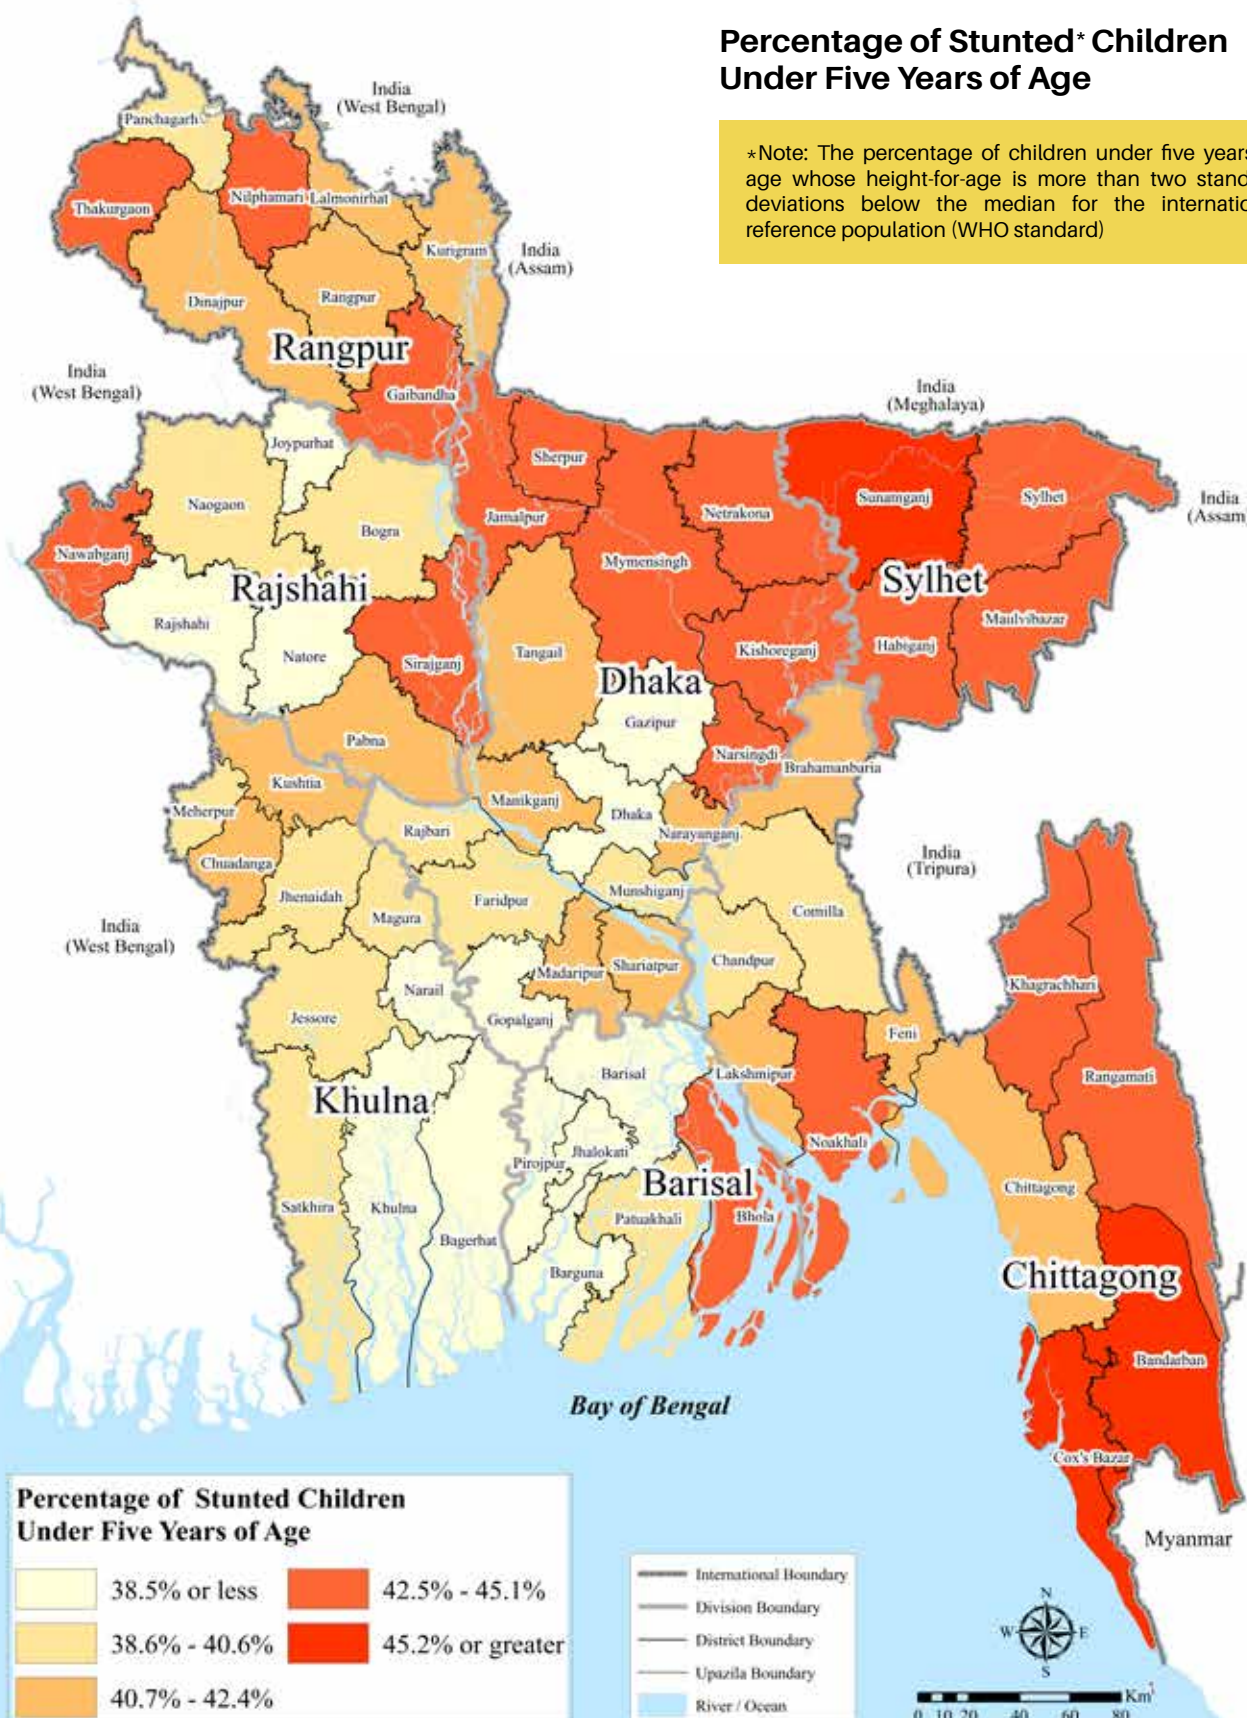 Percentage of Stunted* Children
Under Five Years of Age
*Note: The percentage of children under five years
age whose height-for-age is more than two stand
deviations below the median for the internatio
reference population (WHO standard)
India
(West Bengal)
Panchagarh
Thakurgaon
Nilphamari
Lalmonirhat
Kurigram
India
(Assam)
Dinajpur
Rangpur
Rangpur
India
(West Bengal)
Gaibandha
India
(Meghalaya)
Joypurhat
Sherpur
Naogaon
Bogra
Jamalpur
Netrakona
Sunamganj
Sylhet
India
(Assam
Nawabganj
Mymensingh
Rajshahi
Sylhet
Rajshahi
Natore
Sirajganj
Tangail
Kishoreganj
Habiganj
Maulvibazar
Dhaka
Gazipur
Pabna
Narsingdi
Brahamanbaria
Kushtia
Meherpur
Manikganj
Dhaka
Narayanganj
Rajbari
Chuadanga
India
(Tripura)
Jhenaidah
Magura
Faridpur
Munshiganj
Comilla
India
(West Bengal)
Madaripur
Shariatpur
Chandpur
Narail
Khagrachhari
Jessore
Gopalganj
Feni
Barisal
Lakshmipur
Rangamati
Khulna
Noakhali
Jhalokati
Pirojpur
Barisal
Chittagong
Satkhira
Khulna
Patuakhali
Bhola
Bagerhat
Barguna
Chittagong
Bandarban
Bay of Bengal
Cox's Bazar
Myanmar
Percentage of Stunted Children
Under Five Years of Age
38.5% or less
42.5% - 45.1%
38.6% - 40.6%
45.2% or greater
40.7% - 42.4%
International Boundary
Division Boundary
District Boundary
Upazila Boundary
River / Ocean
N
W
E
S
Km
0 10 20 40 60 80